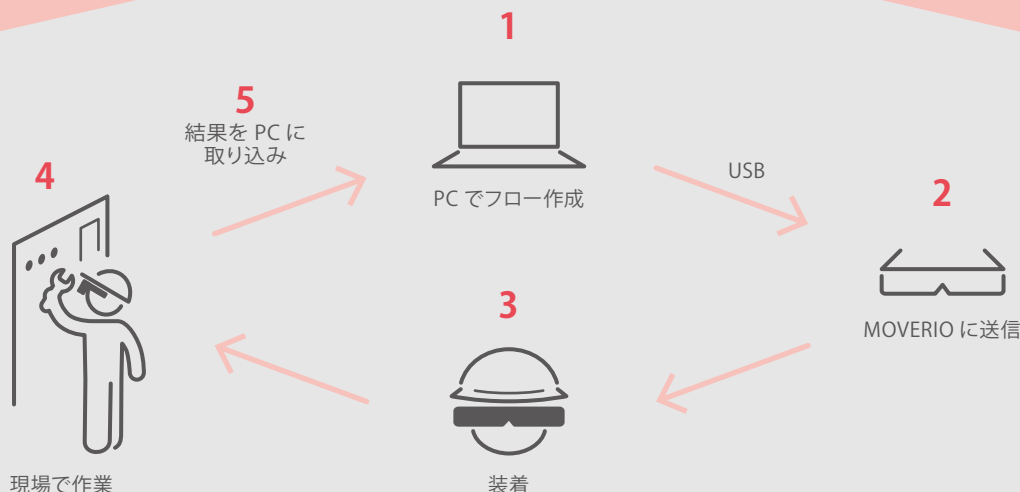 1
PC でフロー作成
USB
2
MOVERIO に送信
3
装着
4
現場で作業
5
結果を PC に
取り込み